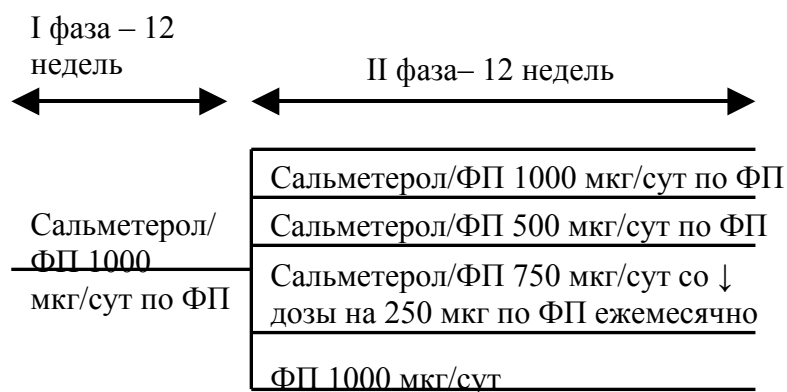 I фаза – 12
недель
II фаза– 12 недель
Сальметерол/
ФП 1000
мкг/сут по ФП
Сальметерол/ФП 1000 мкг/сут по ФП
Сальметерол/ФП 500 мкг/сут по ФП
Сальметерол/ФП 750 мкг/сут со ↓
дозы на 250 мкг по ФП ежемесячно
ФП 1000 мкг/сут